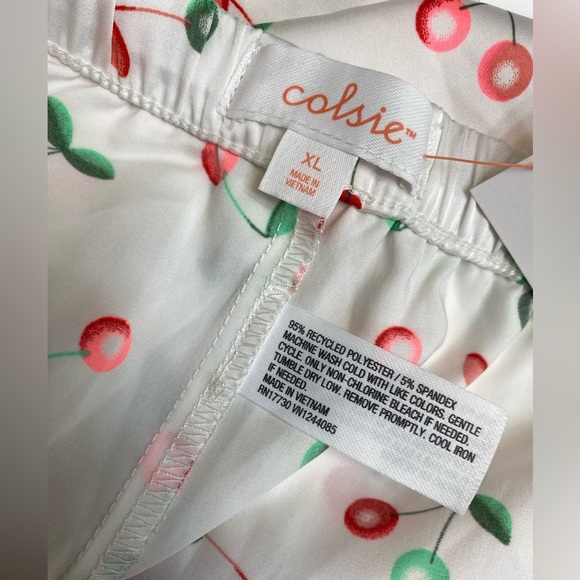 colsie™
XL
MADE IN
VIETNAM
95% RECYCLED POLYESTER / 5% SPANDEX
MACHINE WASH COLD WITH LIKE COLORS. GENTLE
CYCLE. ONLY NON-CHLORINE BLEACH IF NEEDED.
TUMBLE DRY LOW. REMOVE PROMPTLY. COOL IRON
IF NEEDED.
MADE IN VIETNAM
RN17730 VN1244085